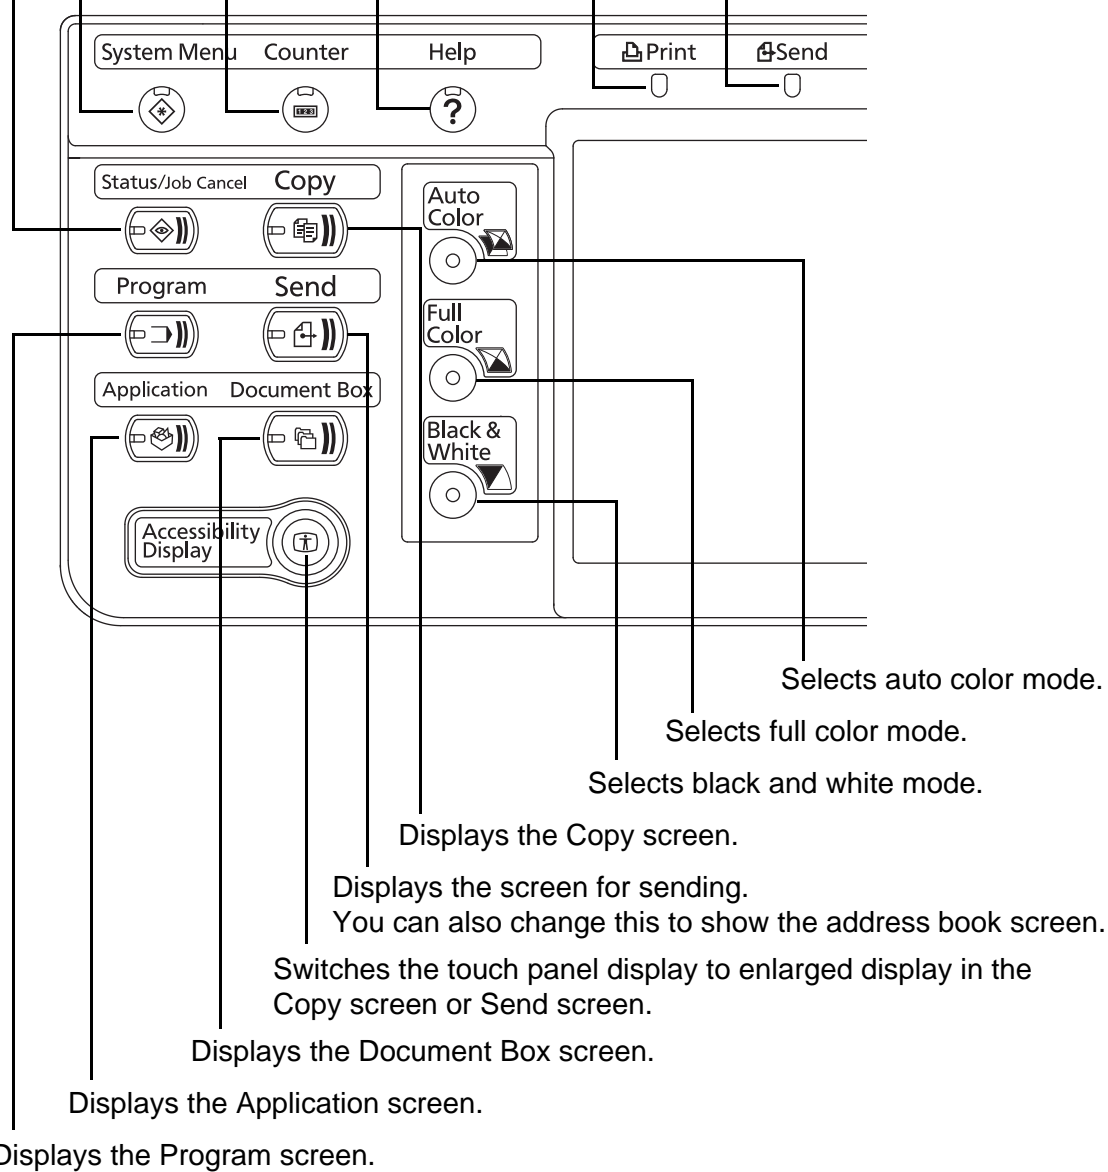 System Menu Counter Help Print Send
Status/Job Cancel Copy
Auto
Color
Program Send
Full
Color
Application Document Box
Black &
White
Accessibility
Display
Selects auto color mode.
Selects full color mode.
Selects black and white mode.
Displays the Copy screen.
Displays the screen for sending.
You can also change this to show the address book screen.
Switches the touch panel display to enlarged display in the
Copy screen or Send screen.
Displays the Document Box screen.
Displays the Application screen.
Displays the Program screen.